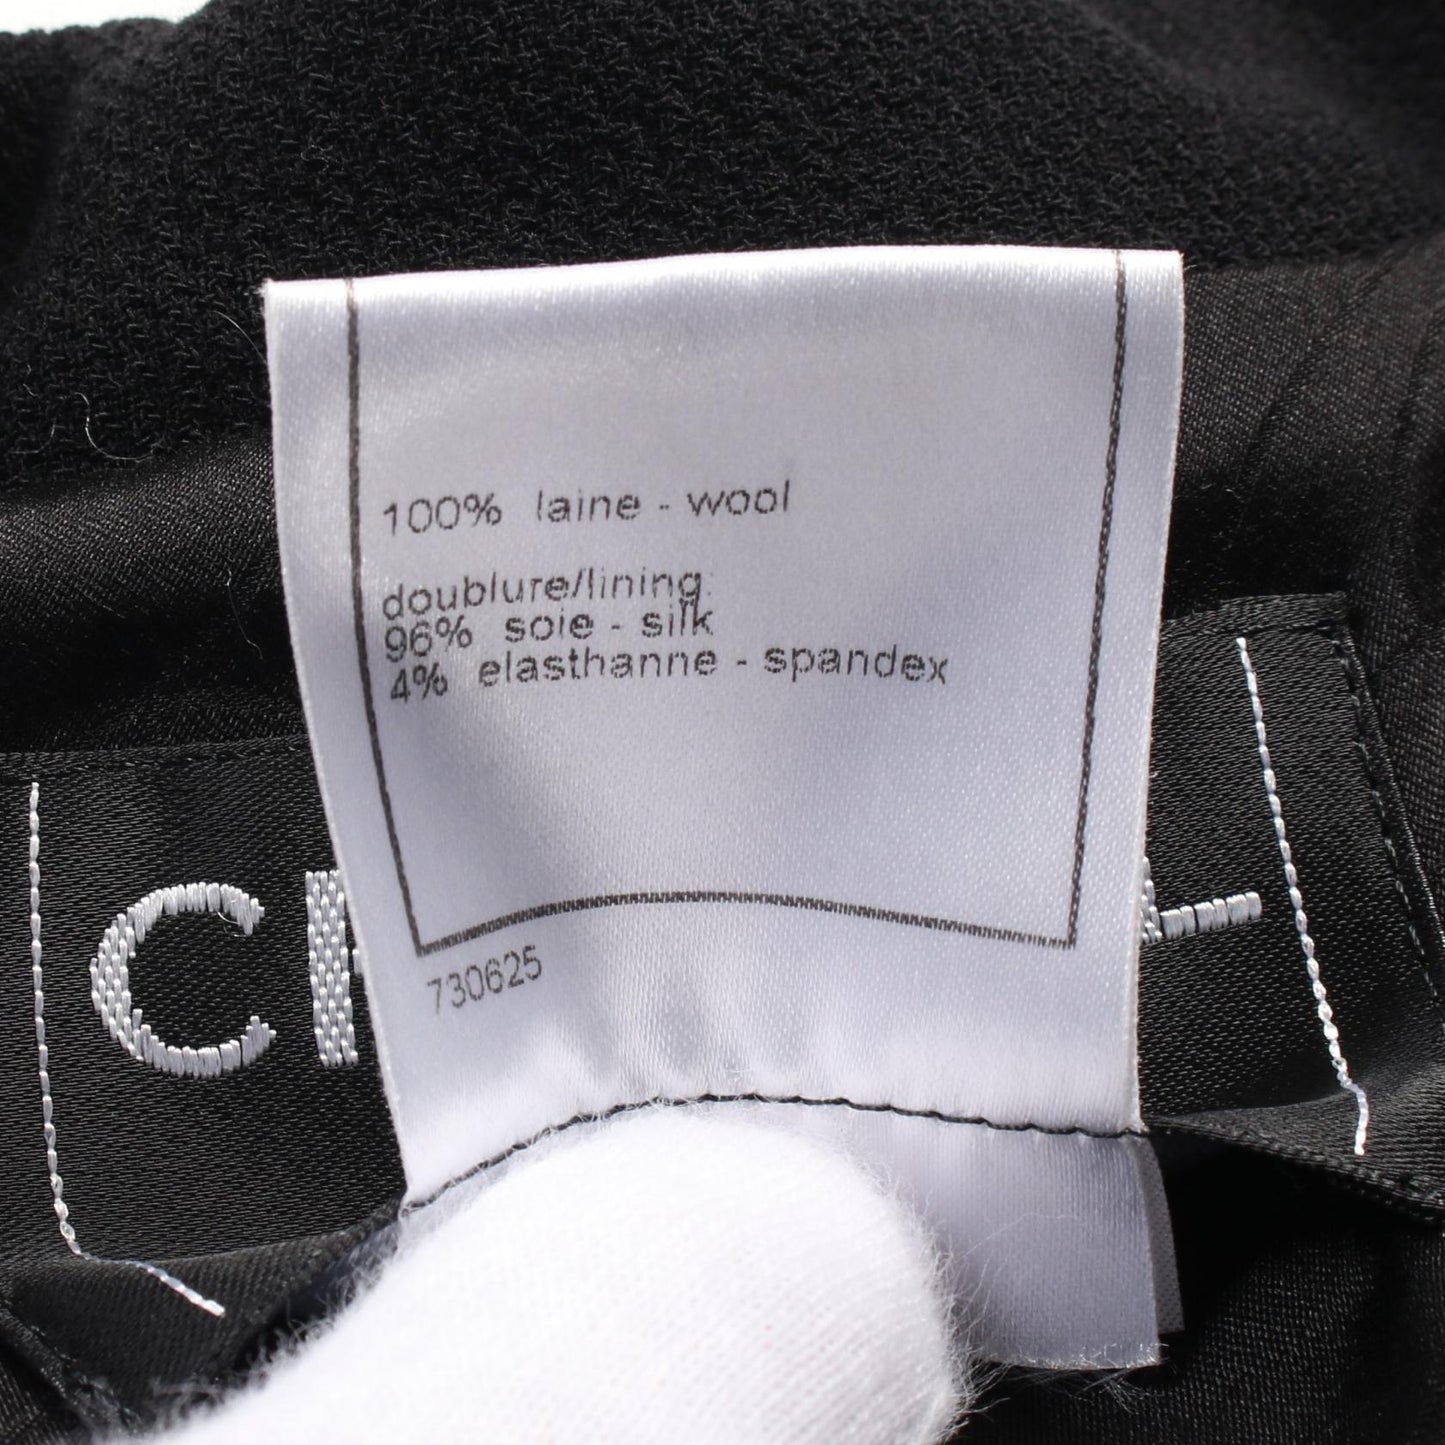 100% laine - wool
doublure/lining:
96% soie - silk
4% elasthanne - spandex
730625